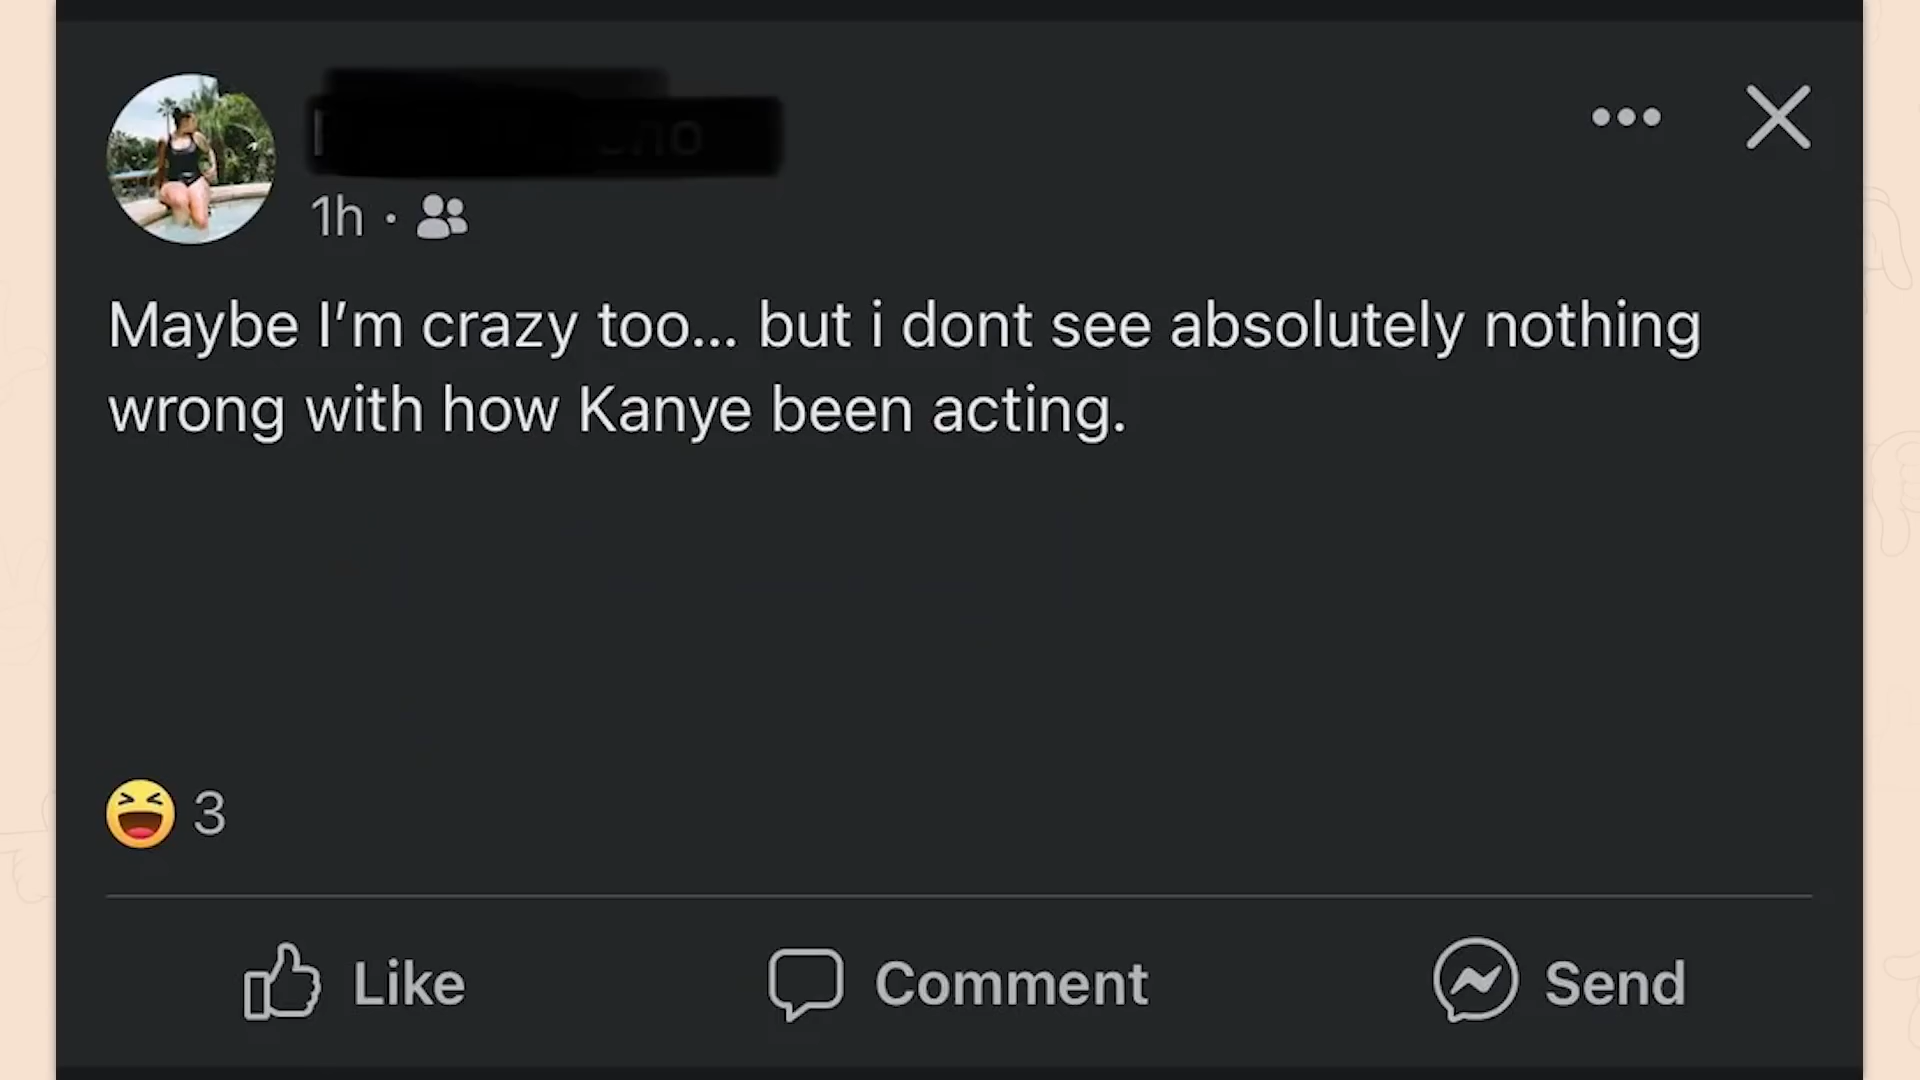 1h ·
Maybe I'm crazy too... but i dont see absolutely nothing
wrong with how Kanye been acting.
3
Like
Comment
Send